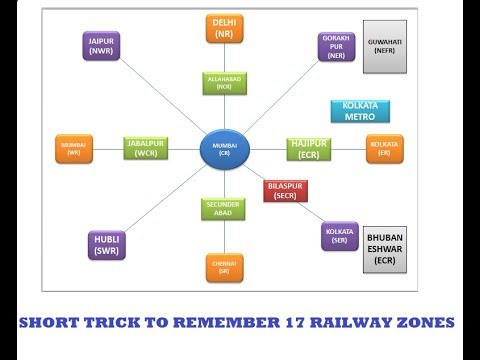 DELHI
(NR)
JAIPUR
(NWR)
GORAKH
PUR
(NER)
GUWAHATI
(NEFR)
ALLAHABAD
(NCR)
KOLKATA
METRO
MUMBAI
(WR)
JABALPUR
(WCR)
MUMBAI
(CR)
HAJIPUR
(ECR)
KOLKATA
(ER)
BILASPUR
(SECR)
SECUNDER
ABAD
HUBLI
(SWR)
KOLKATA
(SER)
BHUBAN
ESHWAR
(ECR)
CHENNAI
(SR)
SHORT TRICK TO REMEMBER 17 RAILWAY ZONES